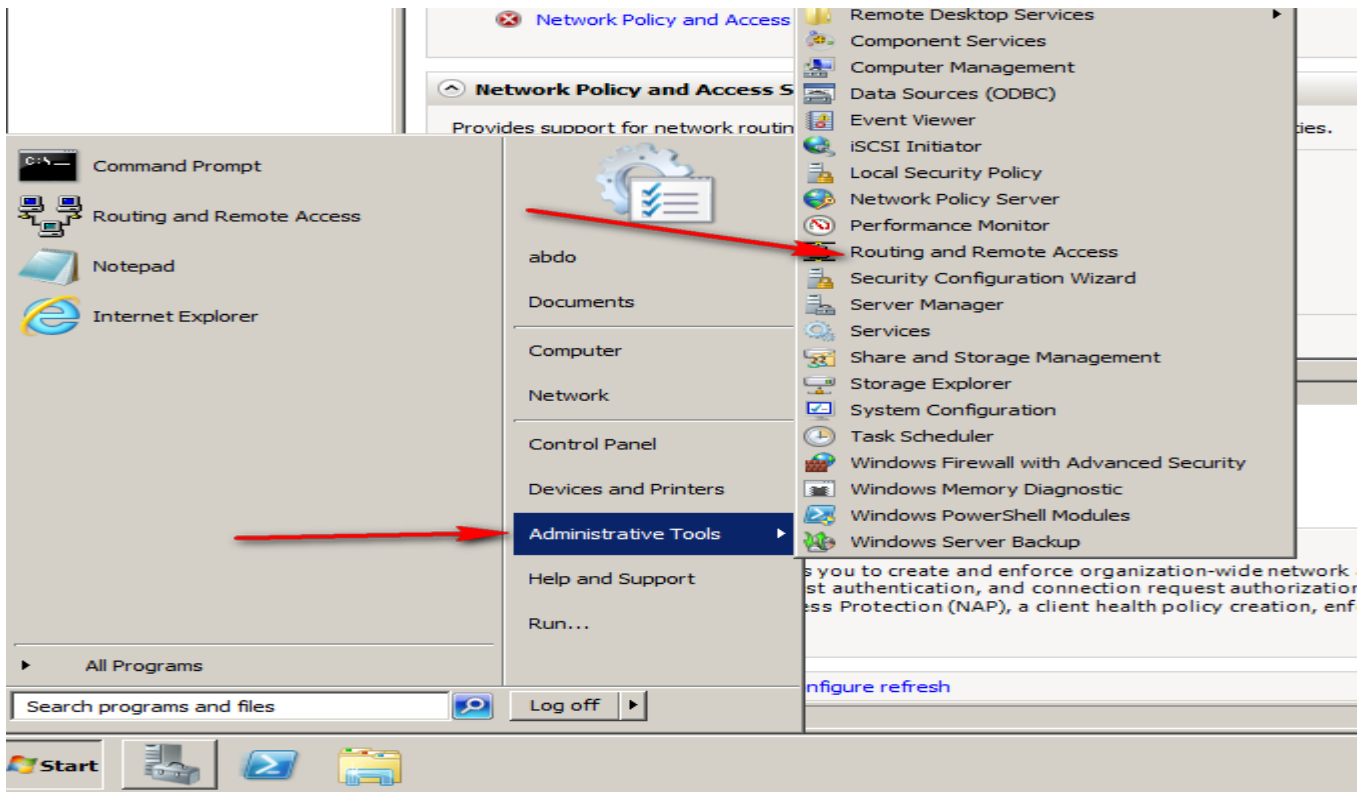 Network Policy and Access
Network Policy and Access S
Provides support for network routin
ties.
Command Prompt
Routing and Remote Access
Notepad
Internet Explorer
All Programs
Search programs and files
abdo
Documents
Computer
Network
Control Panel
Devices and Printers
Administrative Tools
Help and Support
Run...
Log off
Remote Desktop Services
Component Services
Computer Management
Data Sources (ODBC)
Event Viewer
iSCSI Initiator
Local Security Policy
Network Policy Server
Performance Monitor
Routing and Remote Access
Security Configuration Wizard
Server Manager
Services
Share and Storage Management
Storage Explorer
System Configuration
Task Scheduler
Windows Firewall with Advanced Security
Windows Memory Diagnostic
Windows PowerShell Modules
Windows Server Backup
s you to create and enforce organization-wide network
st authentication, and connection request authorization
ess Protection (NAP), a client health policy creation, enf
nfigure refresh
Start